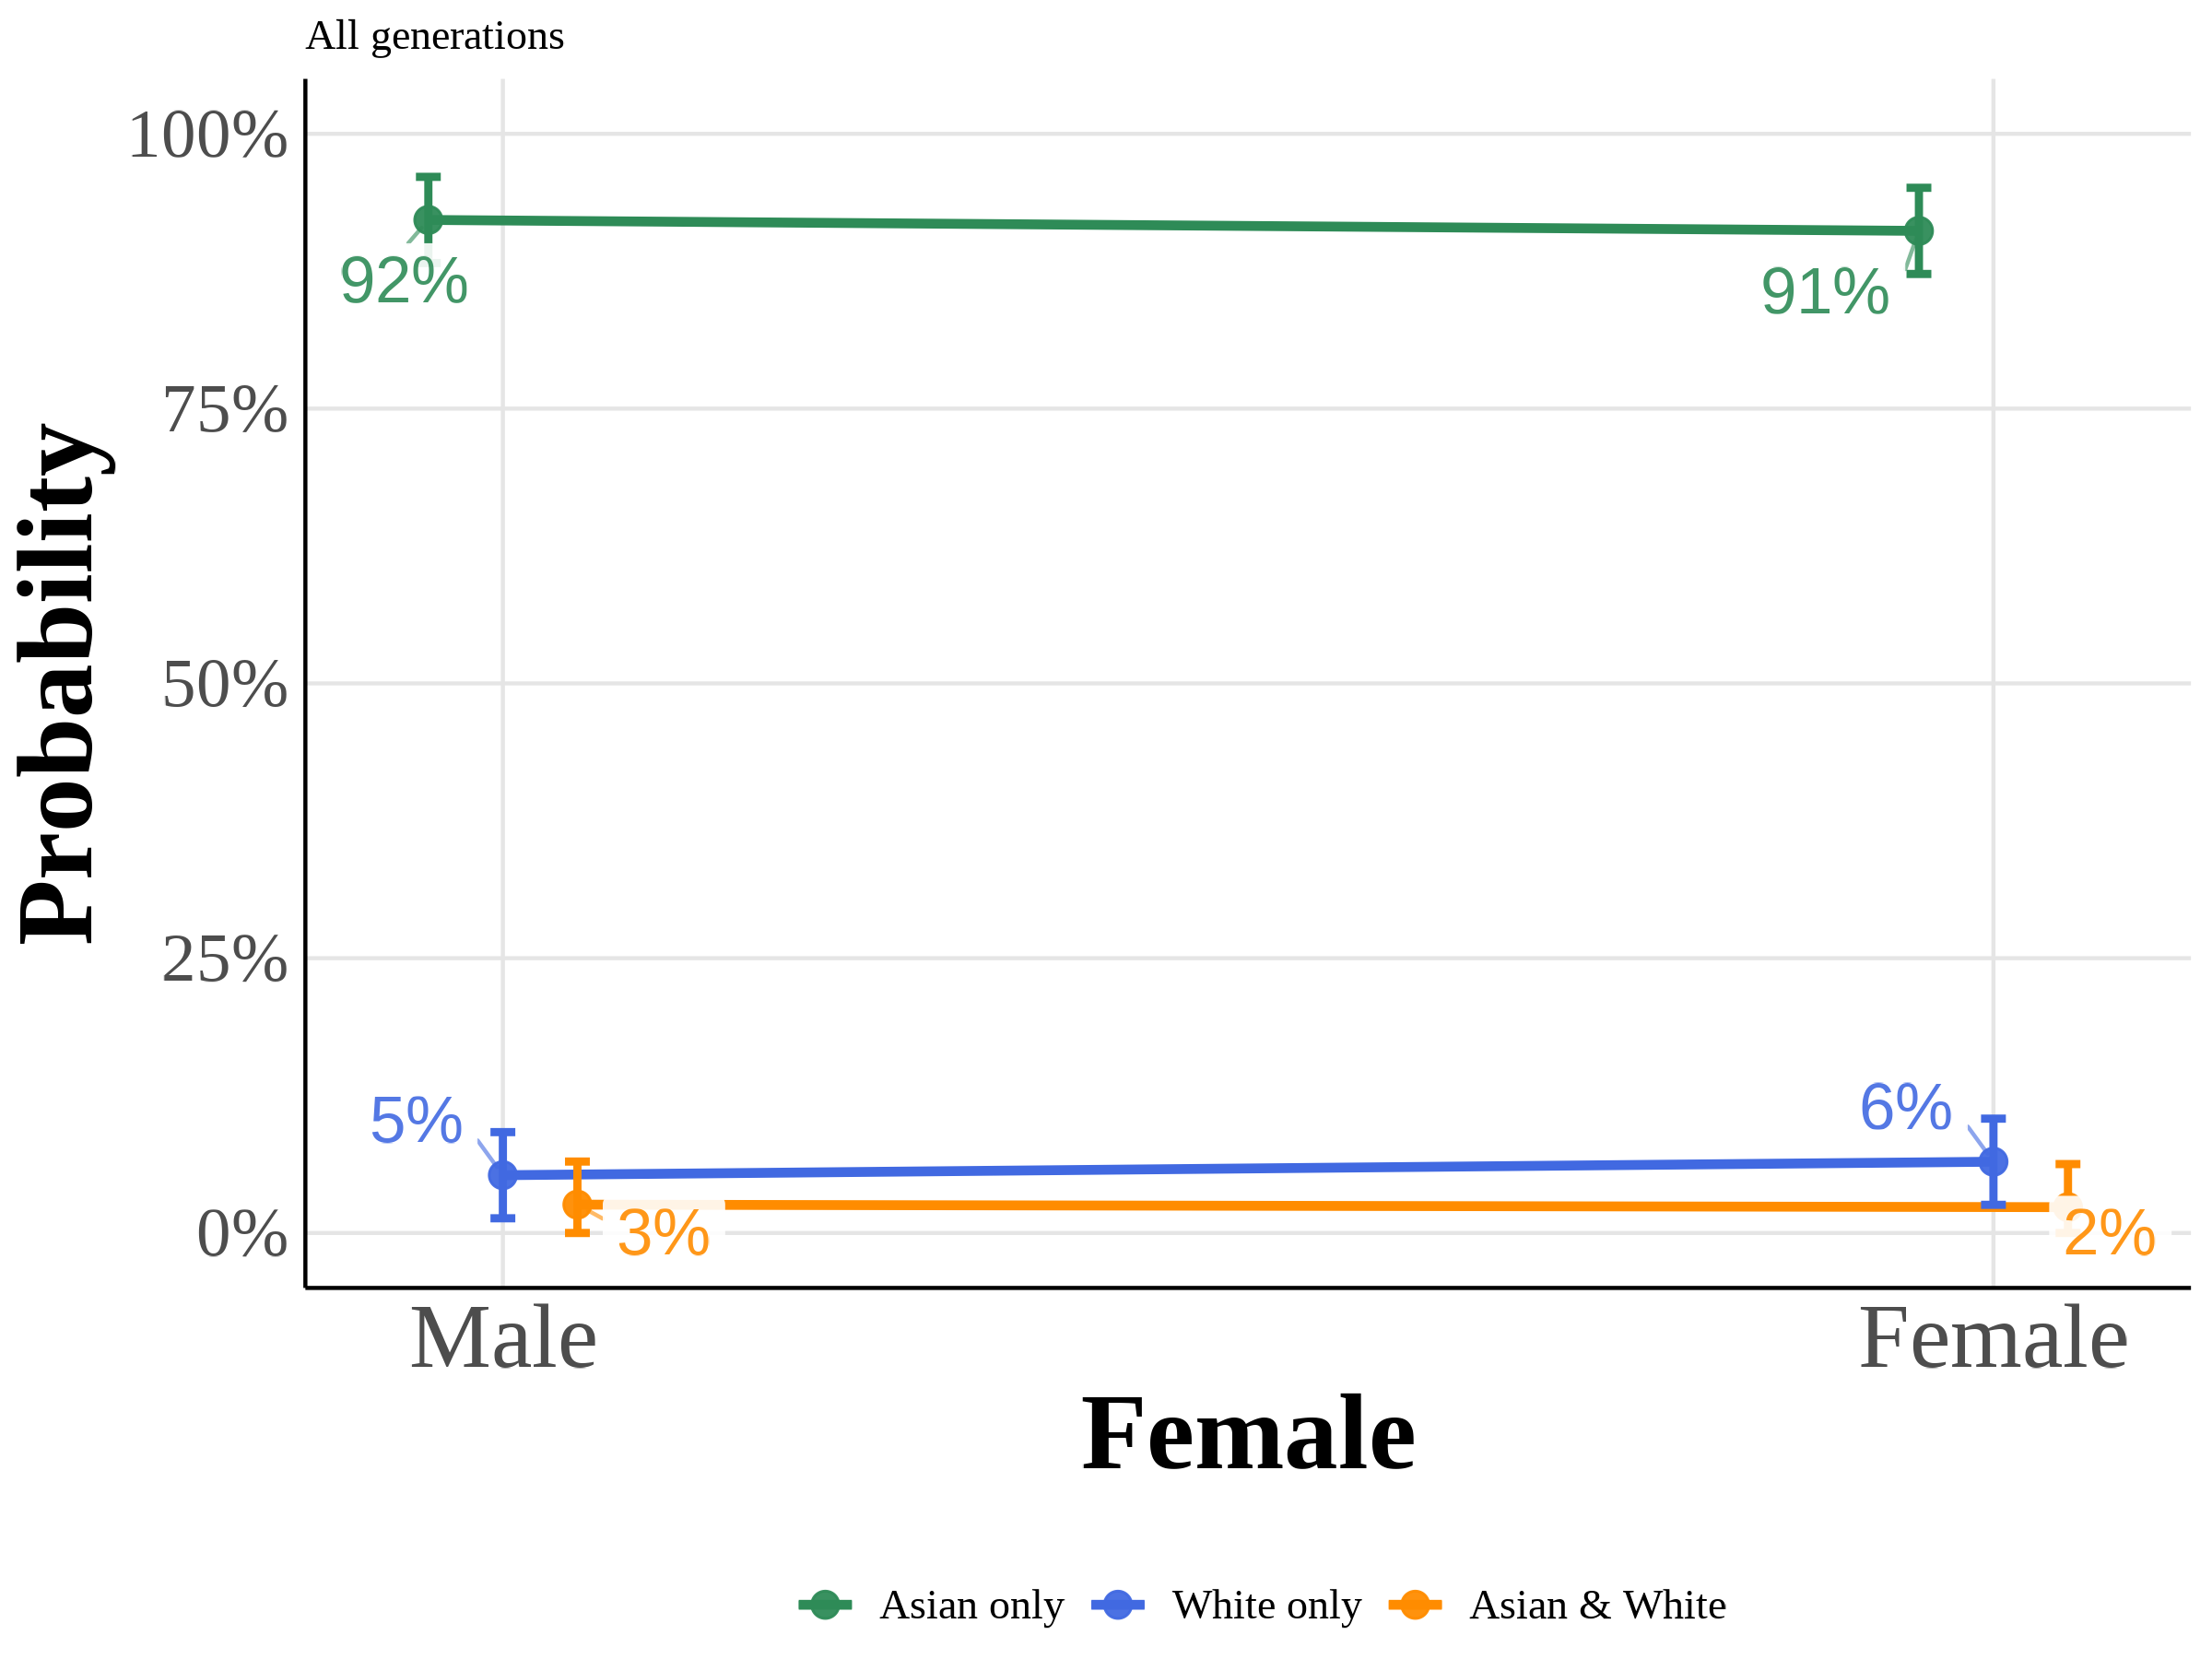 All generations
100%
92%
91%
75%
Probability
50%
25%
5%
6%
0%
3%
2%
Male
Female
Female
Asian only
White only
Asian & White